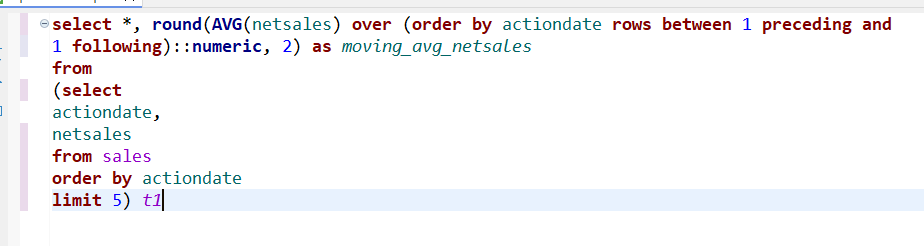 select *, round(AVG(netsales) over (order by actiondate rows between 1 preceding and
1 following)::numeric, 2) as moving_avg_netsales
from
(select
actiondate,
netsales
from sales
order by actiondate
limit 5) t1